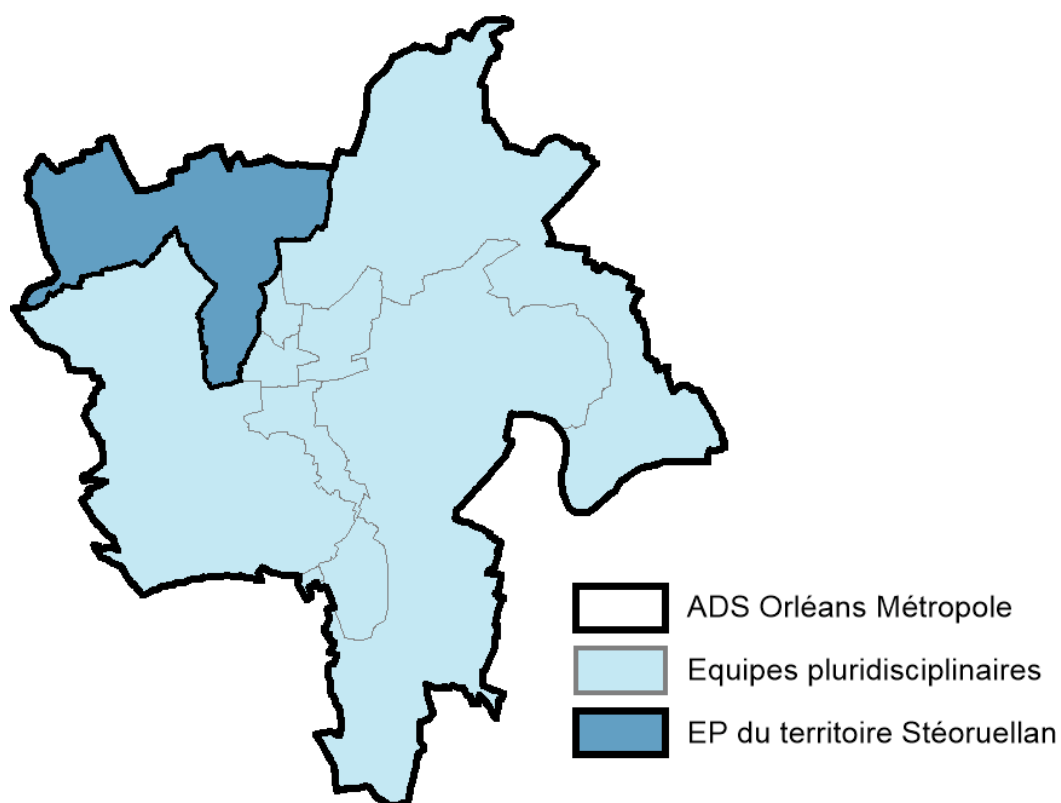 ADS Orléans Métropole
Equipes pluridisciplinaires
EP du territoire Stéoruellan